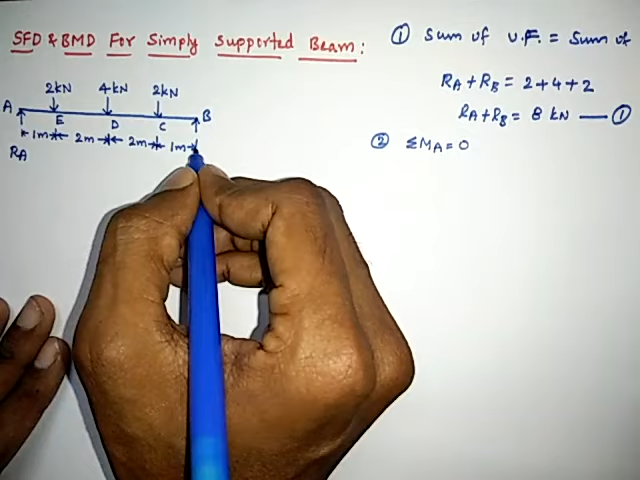 SFD & BMD For Simply Supported Beam :
2kN 4kN 2kN
A B
E D C
1m 2m 2m 1m
RA
① Sum of V.F. = Sum of
RA + RB = 2+4+2
RA + RB = 8 kN — ①
② ΣMA = 0